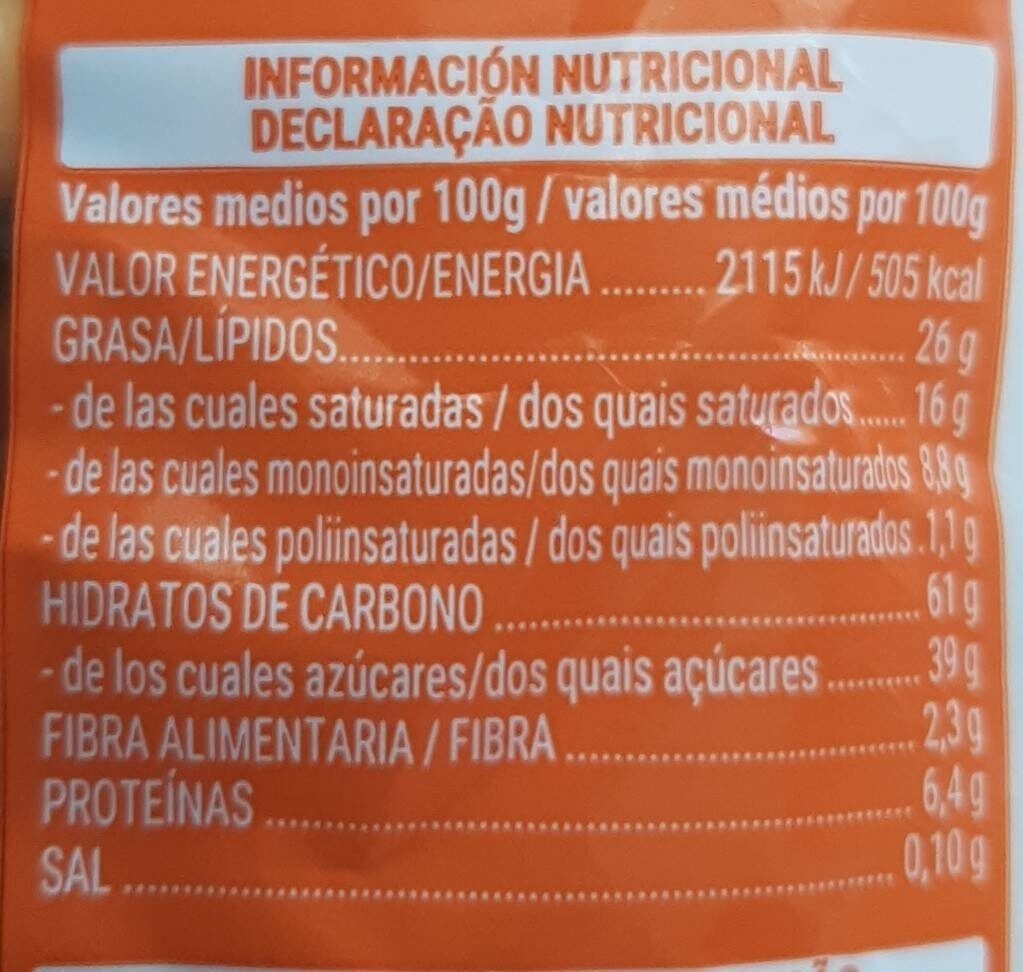 INFORMACIÓN NUTRICIONAL
DECLARAÇÃO NUTRICIONAL
Valores medios por 100g / valores médios por 100g
VALOR ENERGÉTICO/ENERGIA ......... 2115 kJ / 505 kcal
GRASA/LÍPIDOS................................................ 26 g
- de las cuales saturadas / dos quais saturados...... 16 g
- de las cuales monoinsaturadas/dos quais monoinsaturados 8,8 g
- de las cuales poliinsaturadas / dos quais poliinsaturados .1,1 g
HIDRATOS DE CARBONO .................................... 61 g
- de los cuales azúcares/dos quais açúcares .......... 39 g
FIBRA ALIMENTARIA / FIBRA .............................. 2,3 g
PROTEÍNAS ..................................................... 6,4 g
SAL ................................................................ 0,10 g